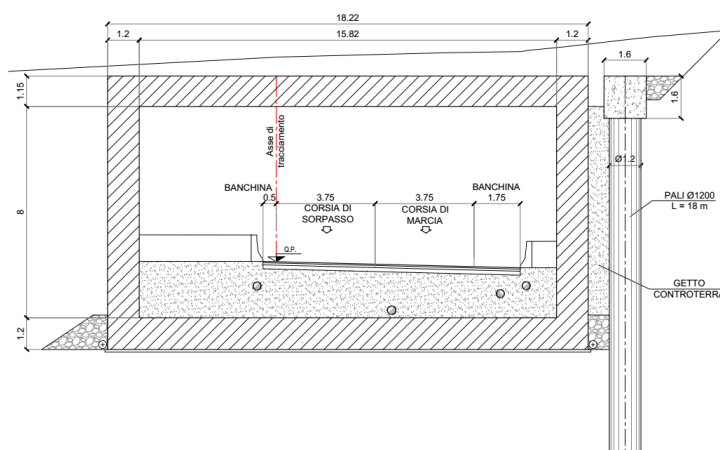 18.22
1.2
15.82
1.2
1.6
1.15
1.6
Asse di
tracciamento
Ø1.2
BANCHINA
BANCHINA
0.5
3.75
3.75
1.75
CORSIA DI
SORPASSO
CORSIA DI
MARCIA
PALI Ø1200
L = 18 m
8
Q.P.
GETTO
CONTROTERRA
1.2